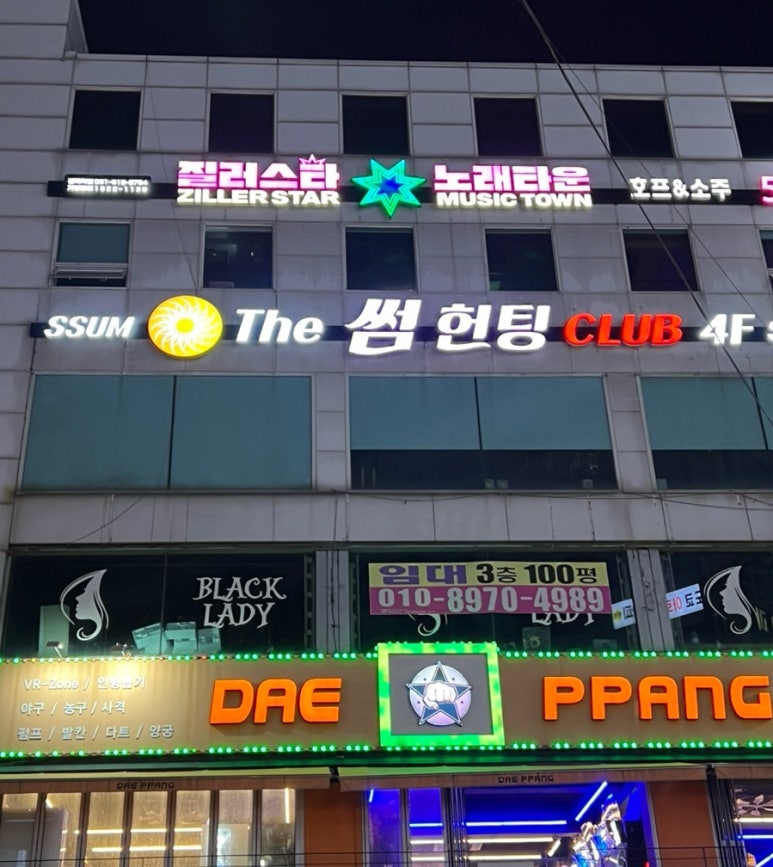 질러스타
ZILLER STAR
노래타운
MUSIC TOWN
호프&소주
SSUM
The 썸 헌팅 CLUB 4F
BLACK
LADY
임대 3층 100평
010-8970-4989
LADY
VR-Zone / 인형뽑기
야구 / 농구 / 사격
펌프 / 발칸 / 다트 / 양궁
DAE PPANG
DAE PPANG
DAE PPANG